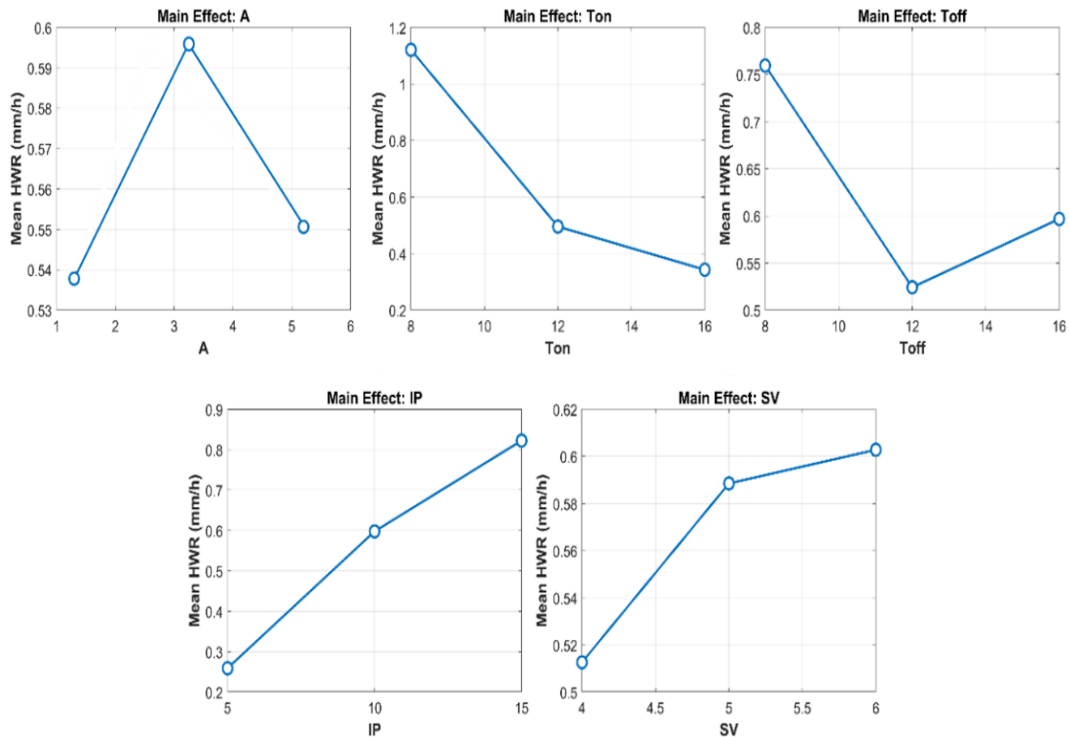 Main Effect: A
Mean HWR (mm/h)
0.6
0.59
0.58
0.57
0.56
0.55
0.54
0.53
1 2 3 4 5 6
A
Main Effect: Ton
Mean HWR (mm/h)
1.2
1
0.8
0.6
0.4
0.2
8 10 12 14 16
Ton
Main Effect: Toff
Mean HWR (mm/h)
0.8
0.75
0.7
0.65
0.6
0.55
0.5
8 10 12 14 16
Toff
Main Effect: IP
Mean HWR (mm/h)
0.9
0.8
0.7
0.6
0.5
0.4
0.3
0.2
5 10 15
IP
Main Effect: SV
Mean HWR (mm/h)
0.62
0.6
0.58
0.56
0.54
0.52
0.5
4 4.5 5 5.5 6
SV